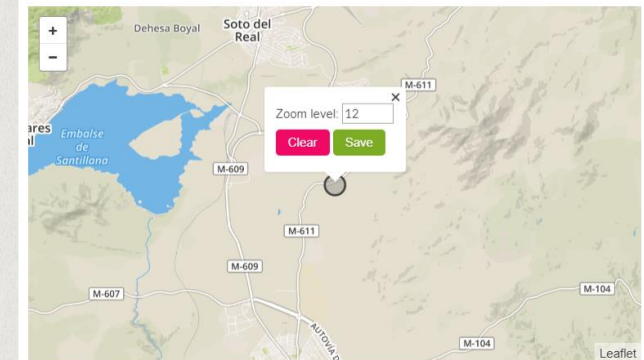 +
Dehesa Boyal
Soto del
Real
−
M-611
×
Zoom level: 12
Clear Save
ares
al
Embalse
de
Santillana
M-609
M-611
M-609
M-607
M-104
AUTOVÍA D
M-104
Leaflet